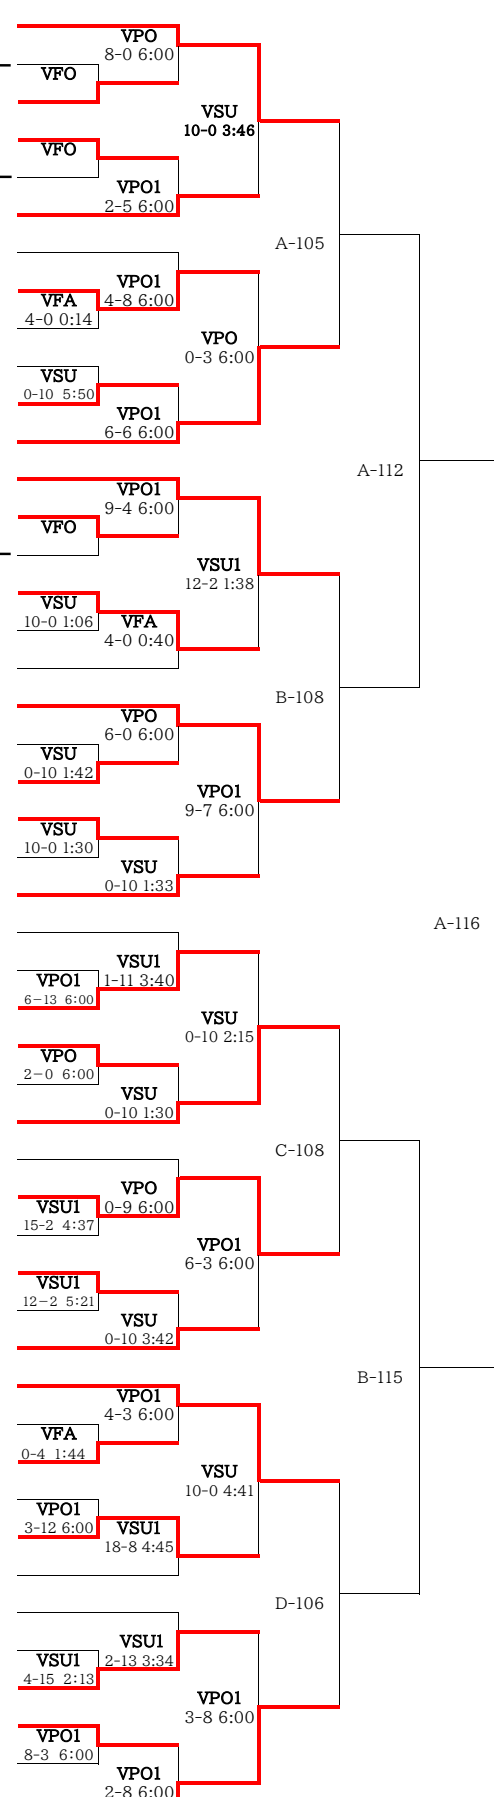 VPO
8-0 6:00
VFO
VSU
10-0 3:46
VFO
VPO1
2-5 6:00
A-105
VPO1
4-8 6:00
VFA
4-0 0:14
VPO
0-3 6:00
VSU
0-10 5:50
VPO1
6-6 6:00
A-112
VPO1
9-4 6:00
VFO
VSU1
12-2 1:38
VSU
10-0 1:06
VFA
4-0 0:40
B-108
VPO
6-0 6:00
VSU
0-10 1:42
VPO1
9-7 6:00
VSU
10-0 1:30
VSU
0-10 1:33
A-116
VSU1
1-11 3:40
VPO1
6-13 6:00
VSU
0-10 2:15
VPO
2-0 6:00
VSU
0-10 1:30
C-108
VPO
0-9 6:00
VSU1
15-2 4:37
VPO1
6-3 6:00
VSU1
12-2 5:21
VSU
0-10 3:42
B-115
VPO1
4-3 6:00
VFA
0-4 1:44
VSU
10-0 4:41
VPO1
3-12 6:00
VSU1
18-8 4:45
D-106
VSU1
2-13 3:34
VSU1
4-15 2:13
VPO1
3-8 6:00
VPO1
8-3 6:00
VPO1
2-8 6:00